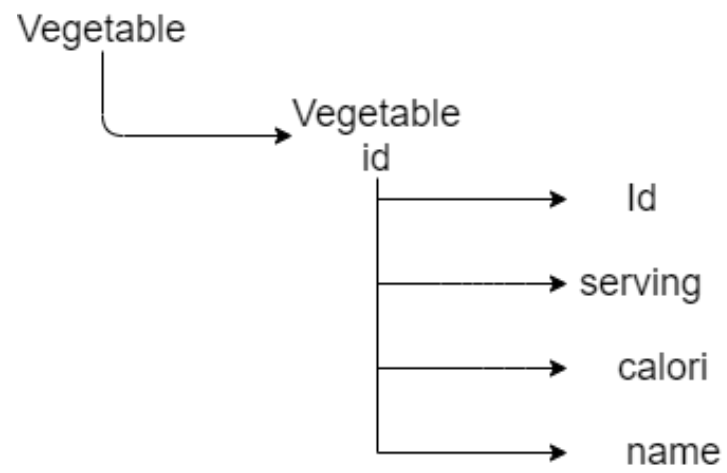 Vegetable
Vegetable
id
Id
serving
calori
name